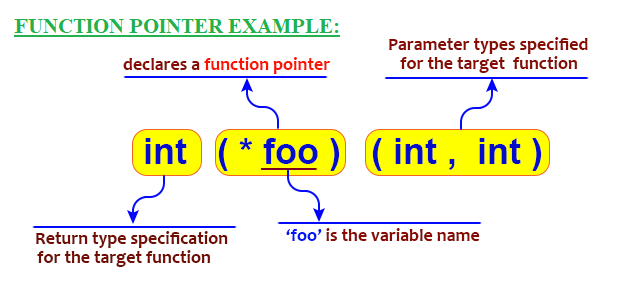 FUNCTION POINTER EXAMPLE:
declares a function pointer
Parameter types specified
for the target function
int ( * foo ) ( int , int )
Return type specification
for the target function
‘foo’ is the variable name